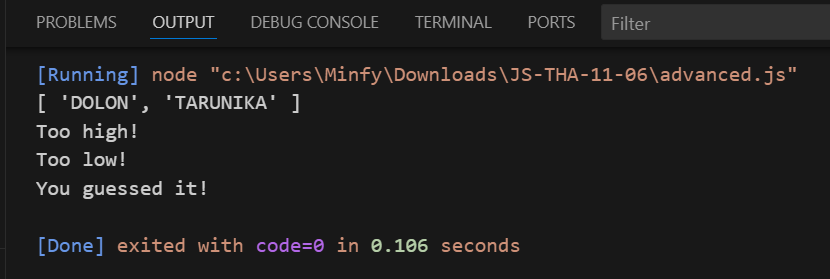 PROBLEMS OUTPUT DEBUG CONSOLE TERMINAL PORTS Filter
[Running] node "c:\Users\Minfy\Downloads\JS-THA-11-06\advanced.js"
[ 'DOLON', 'TARUNIKA' ]
Too high!
Too low!
You guessed it!
[Done] exited with code=0 in 0.106 seconds